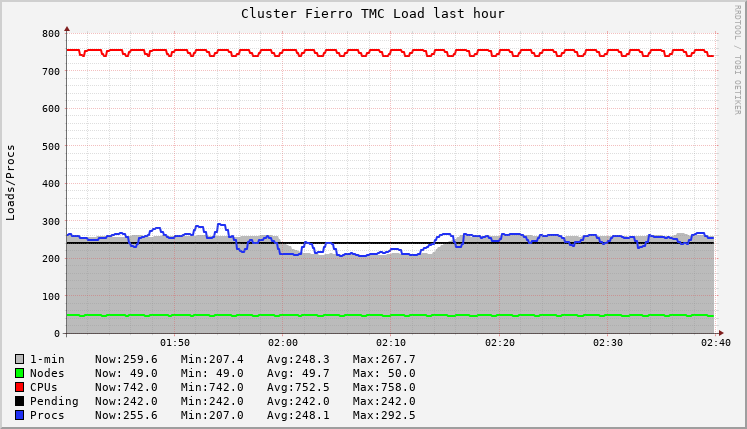 Cluster Fierro TMC Load last hour
RRDTOOL / TOBI OETIKER
Loads/Procs
800
700
600
500
400
300
200
100
0
01:50 02:00 02:10 02:20 02:30 02:40
1-min Now:259.6 Min:207.4 Avg:248.3 Max:267.7
Nodes Now: 49.0 Min: 49.0 Avg: 49.7 Max: 50.0
CPUs Now:742.0 Min:742.0 Avg:752.5 Max:758.0
Pending Now:242.0 Min:242.0 Avg:242.0 Max:242.0
Procs Now:255.6 Min:207.0 Avg:248.1 Max:292.5